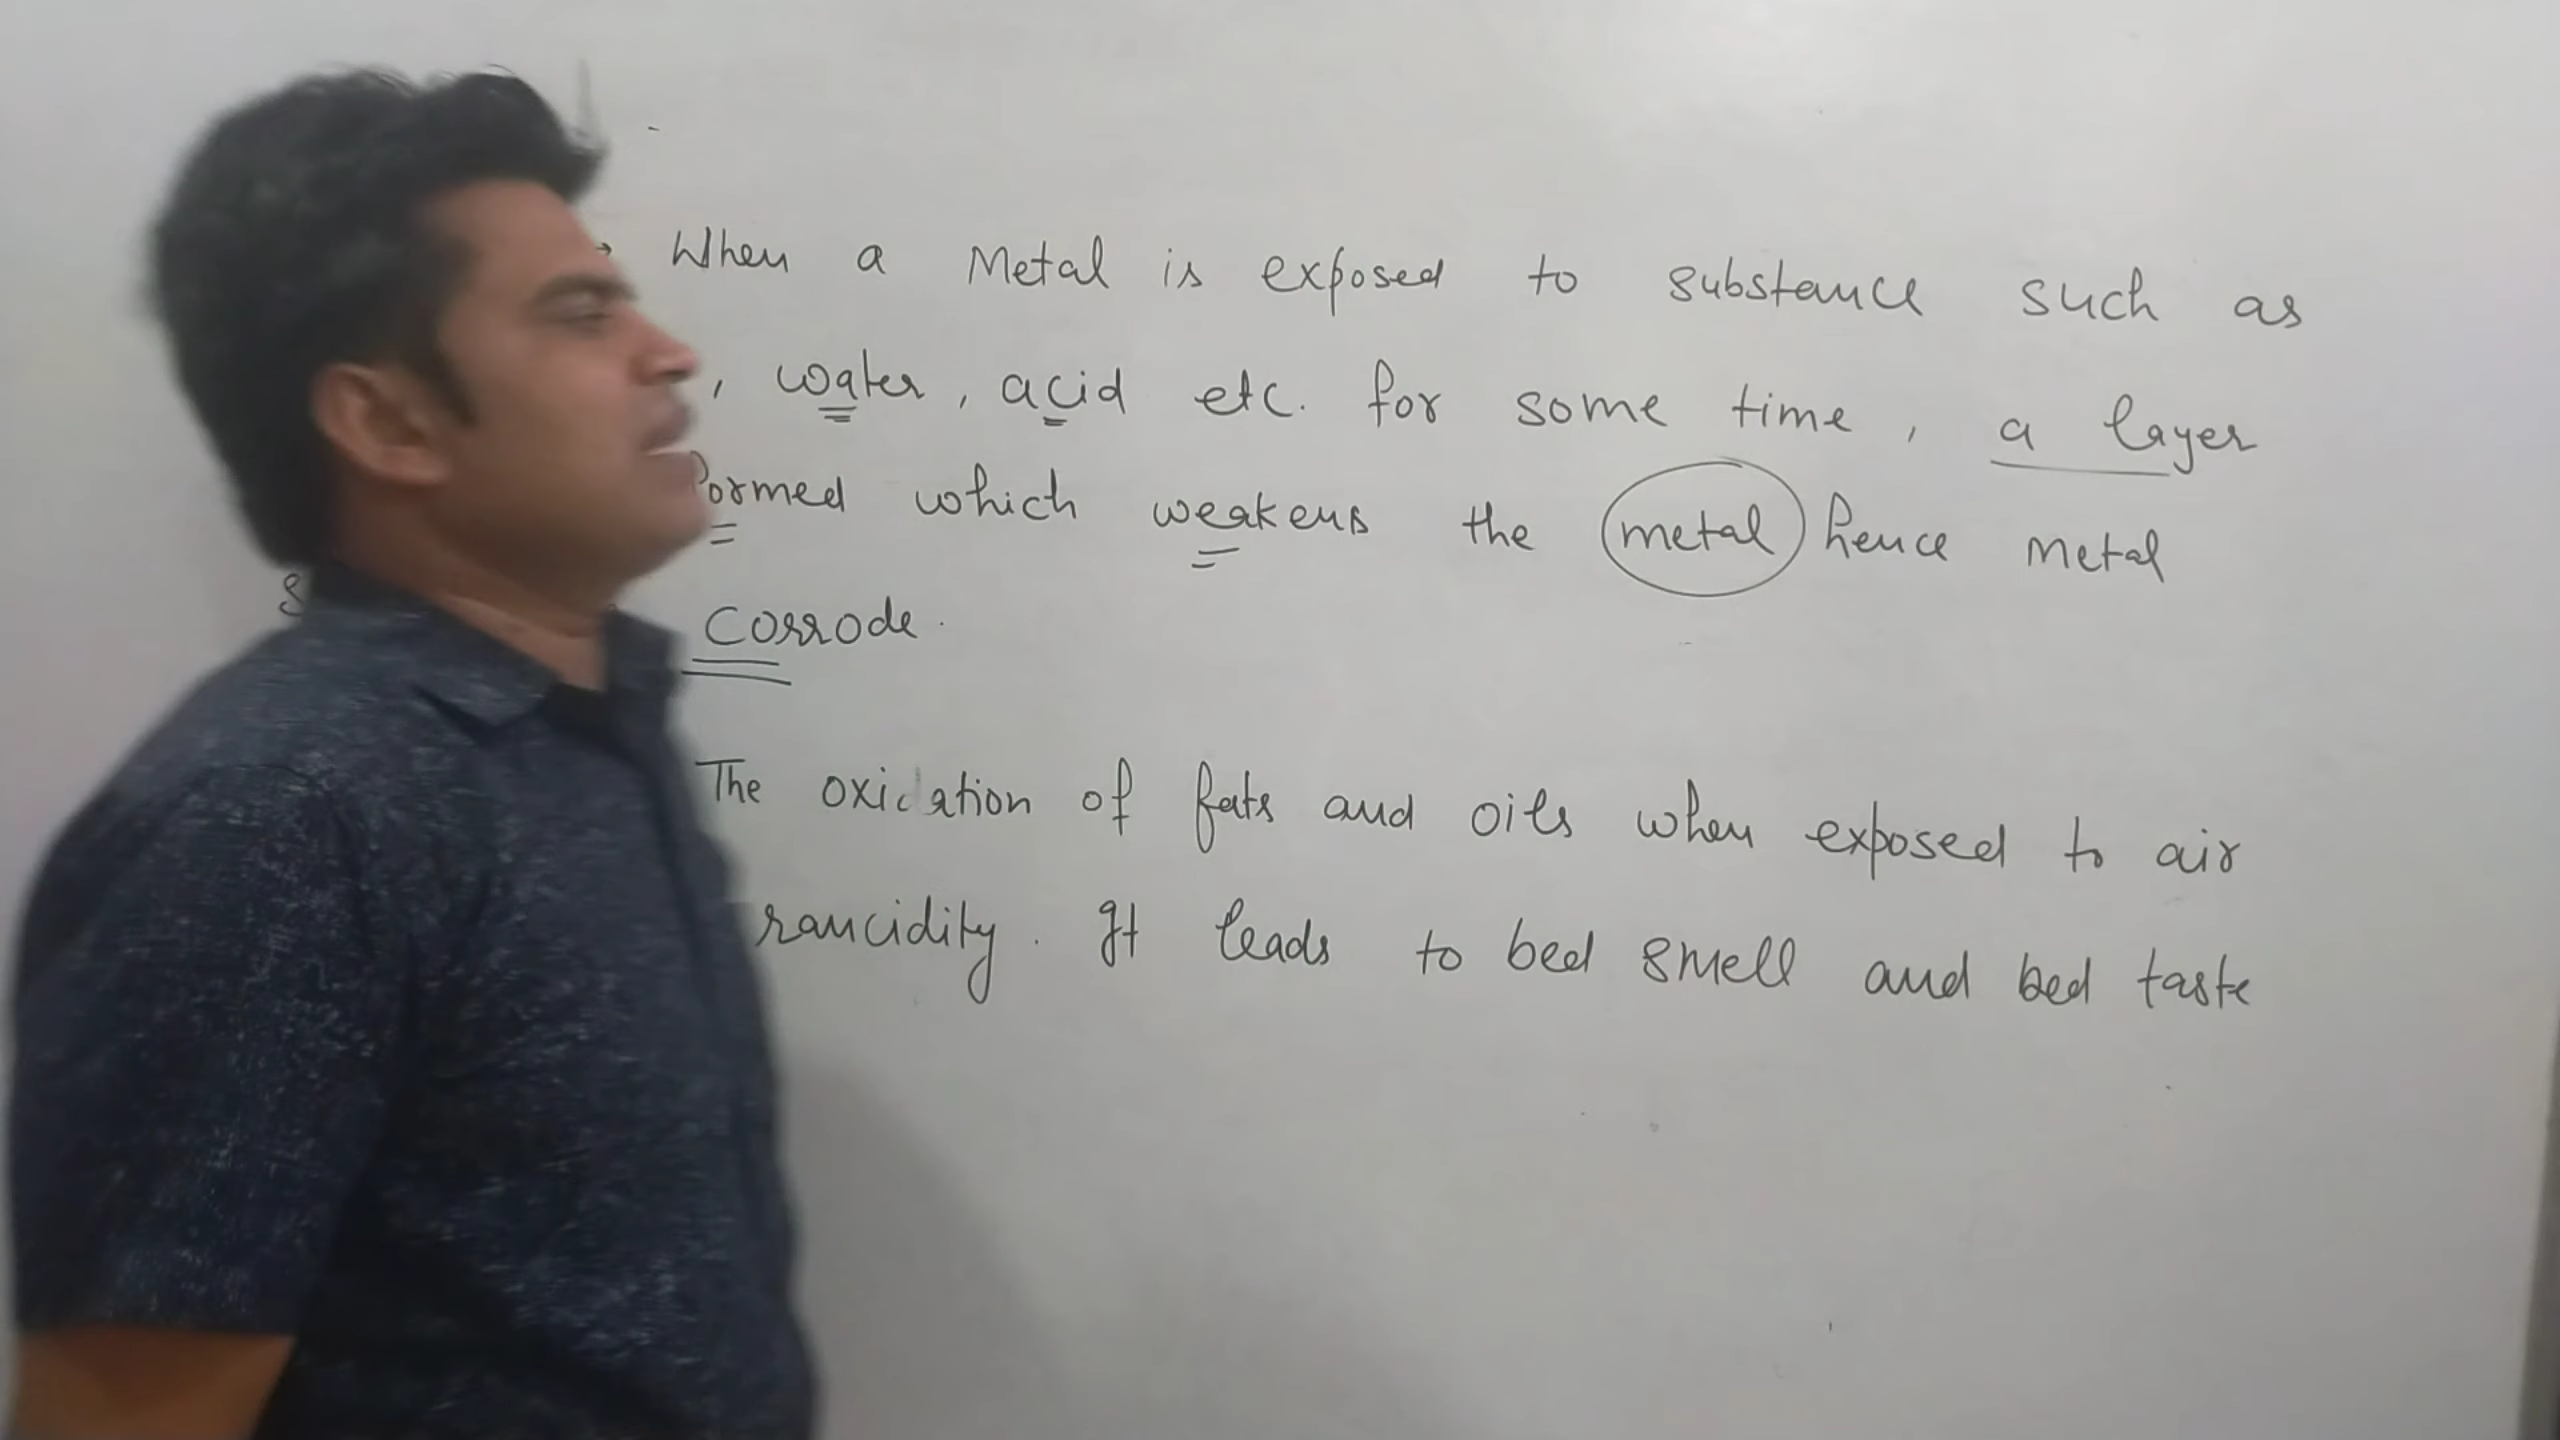 When a Metal is exposed to substance such as
, water, acid etc. for some time, a layer
formed which weakens the metal hence metal
corrode.
The oxidation of fats and oils when exposed to air
rancidity. It leads to bed smell and bed taste